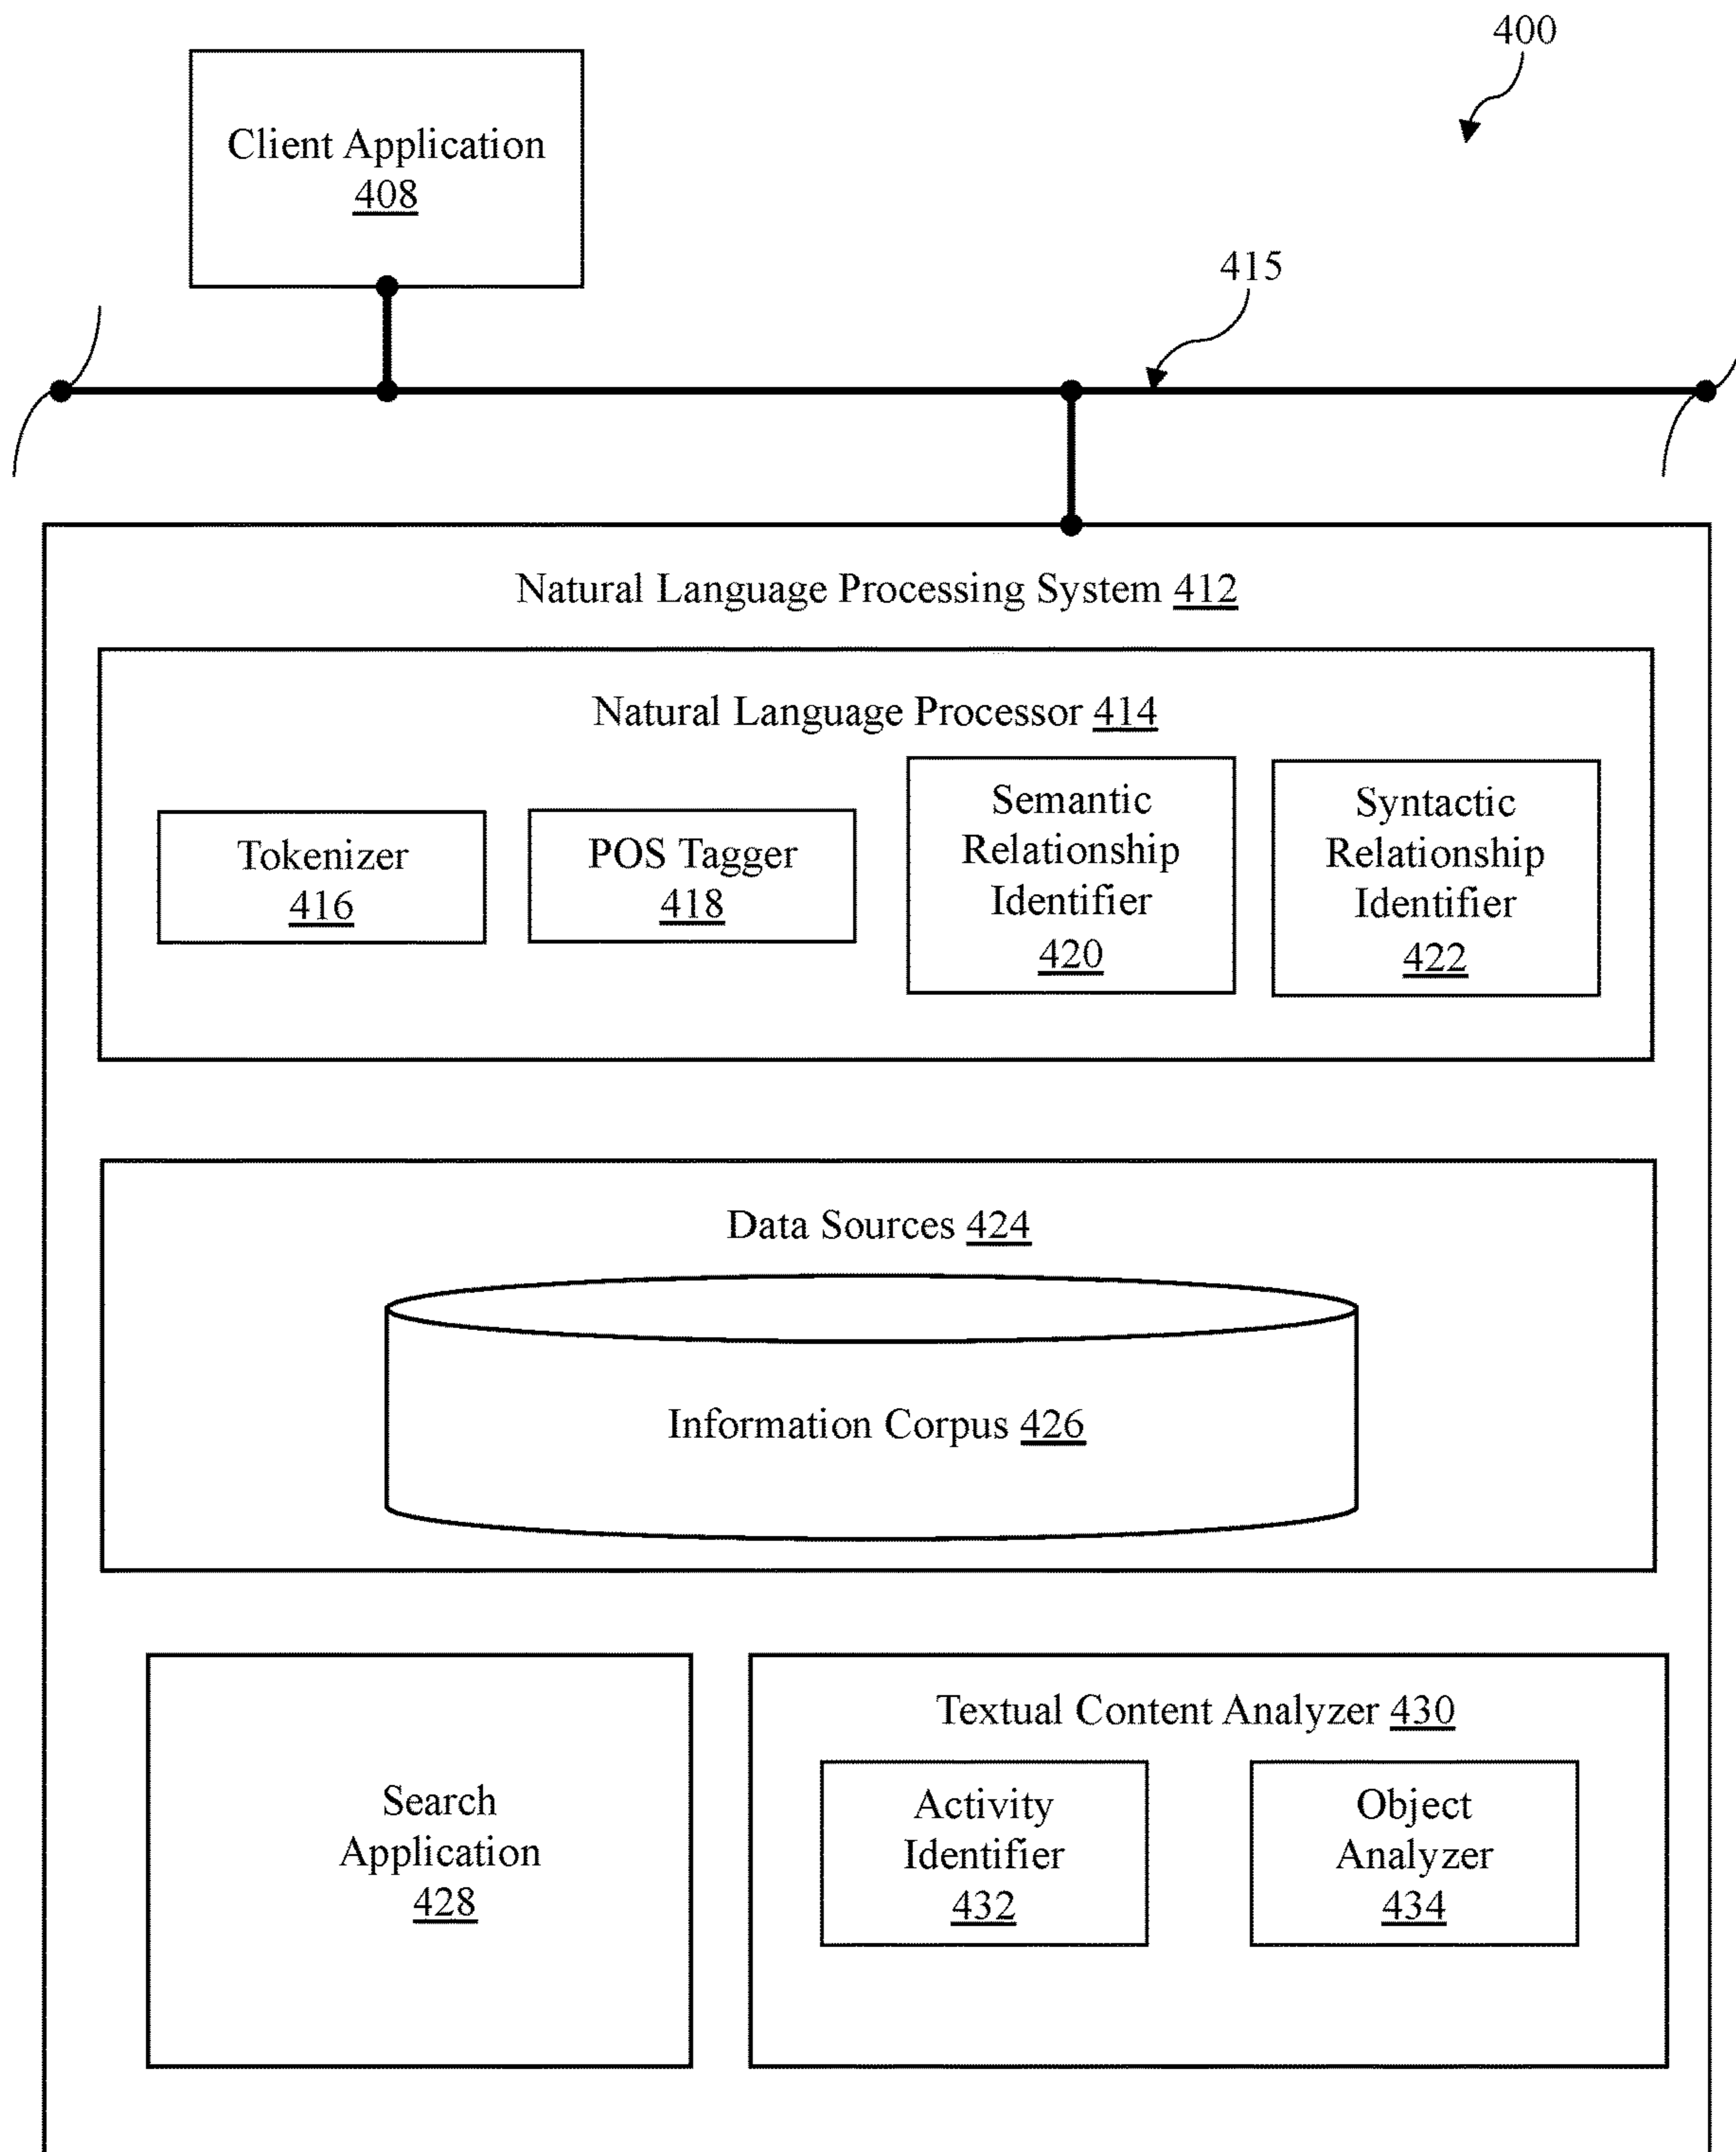 400
Client Application
408
415
Natural Language Processing System 412
Natural Language Processor 414
Tokenizer
416
POS Tagger
418
Semantic
Relationship
Identifier
420
Syntactic
Relationship
Identifier
422
Data Sources 424
Information Corpus 426
Search
Application
428
Textual Content Analyzer 430
Activity
Identifier
432
Object
Analyzer
434